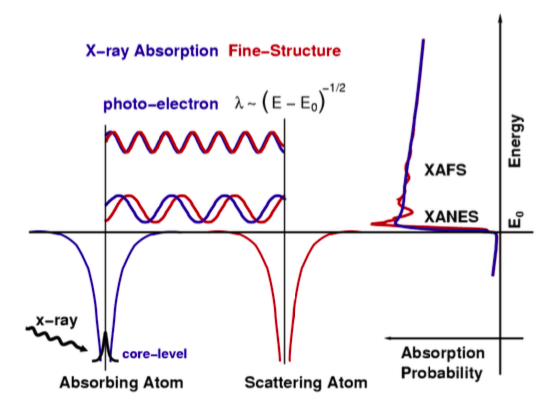 X-ray Absorption Fine-Structure
photo-electron λ ~ (E - E₀)^-1/2
Energy
XAFS
XANES
E₀
x-ray
core-level
Absorbing Atom
Scattering Atom
Absorption
Probability